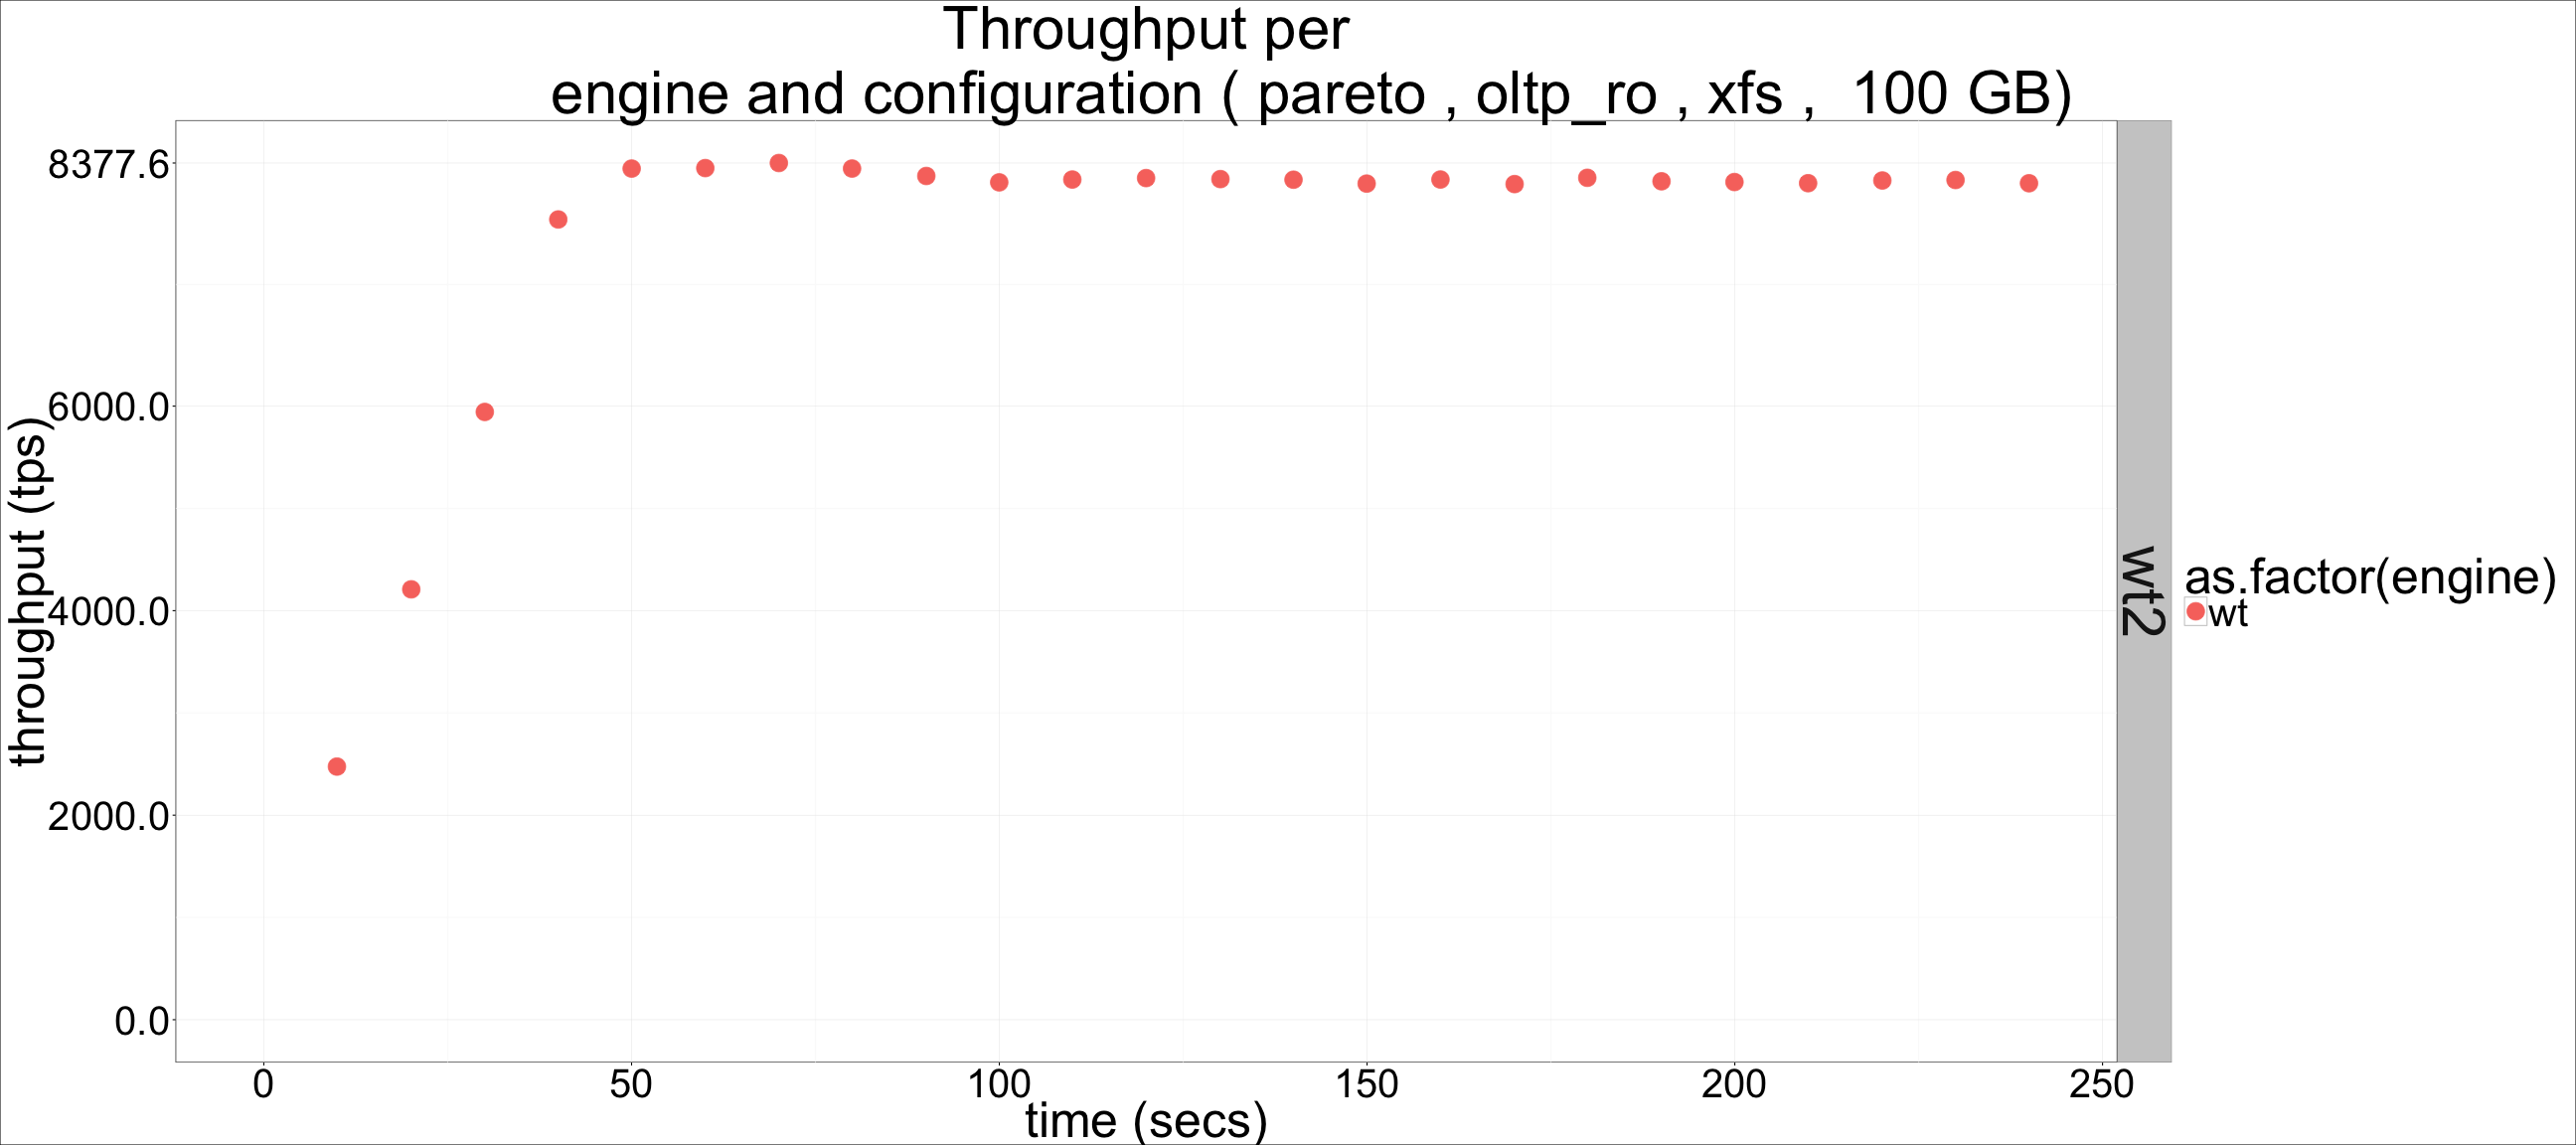 Throughput per
engine and configuration ( pareto , oltp_ro , xfs ,  100 GB)
throughput (tps)
8377.6
6000.0
4000.0
2000.0
0.0
0 50 100 150 200 250
time (secs)
wt2
as.factor(engine)
wt